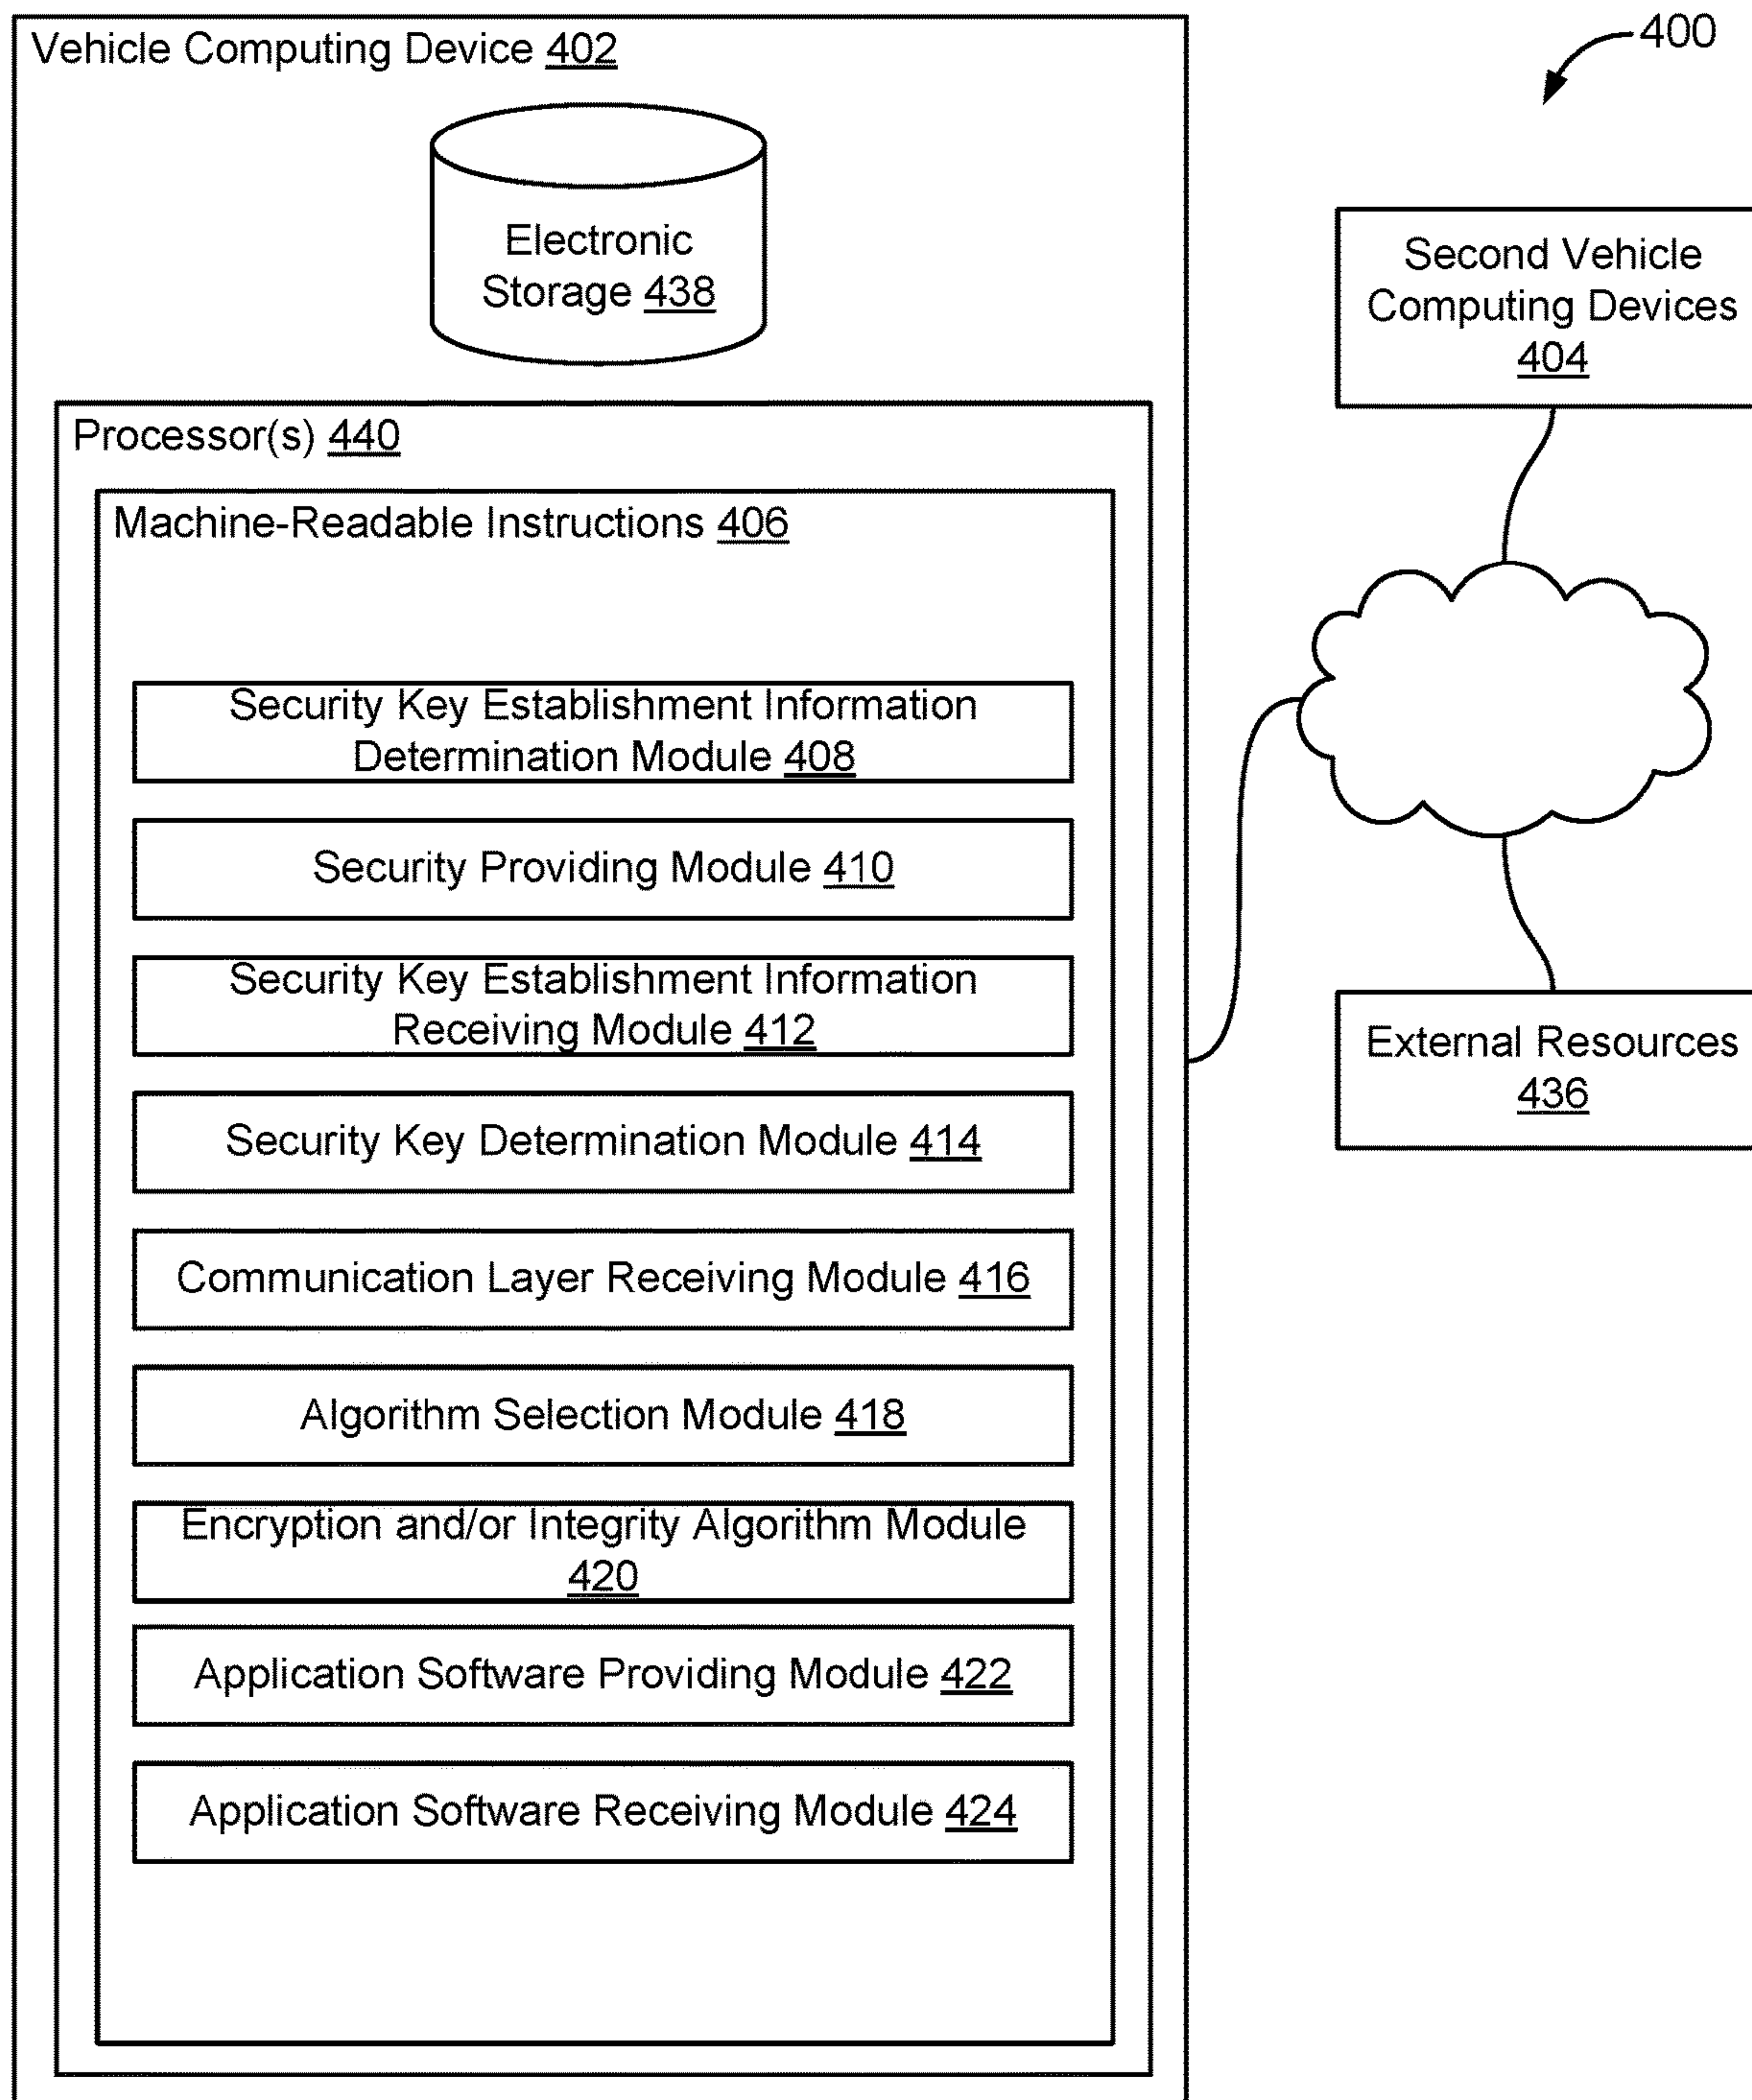 Vehicle Computing Device 402
400
Electronic
Storage 438
Second Vehicle
Computing Devices
404
Processor(s) 440
Machine-Readable Instructions 406
Security Key Establishment Information
Determination Module 408
Security Providing Module 410
Security Key Establishment Information
Receiving Module 412
Security Key Determination Module 414
Communication Layer Receiving Module 416
Algorithm Selection Module 418
Encryption and/or Integrity Algorithm Module
420
Application Software Providing Module 422
Application Software Receiving Module 424
External Resources
436